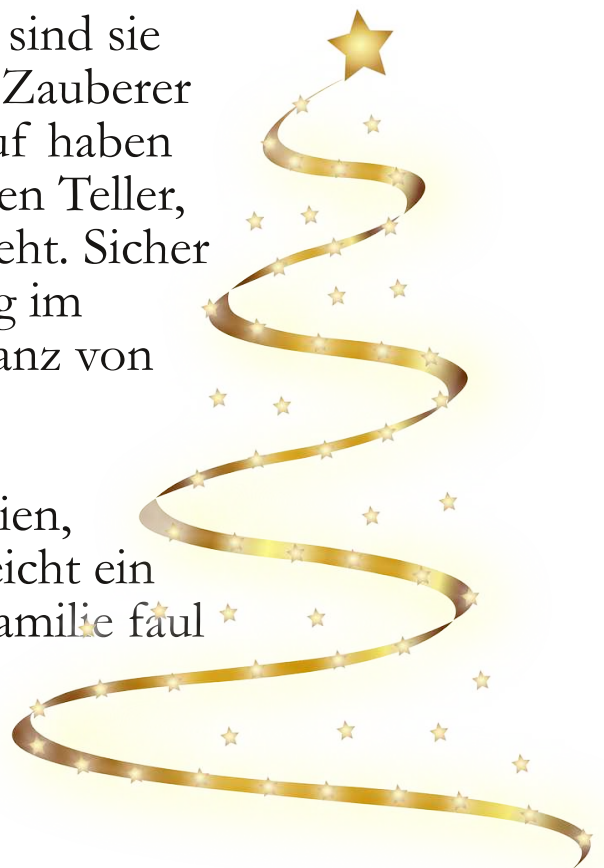 sind sie
Zauberer
uf haben
en Teller,
eht. Sicher
g im
anz von
ien,
eicht ein
amilie faul